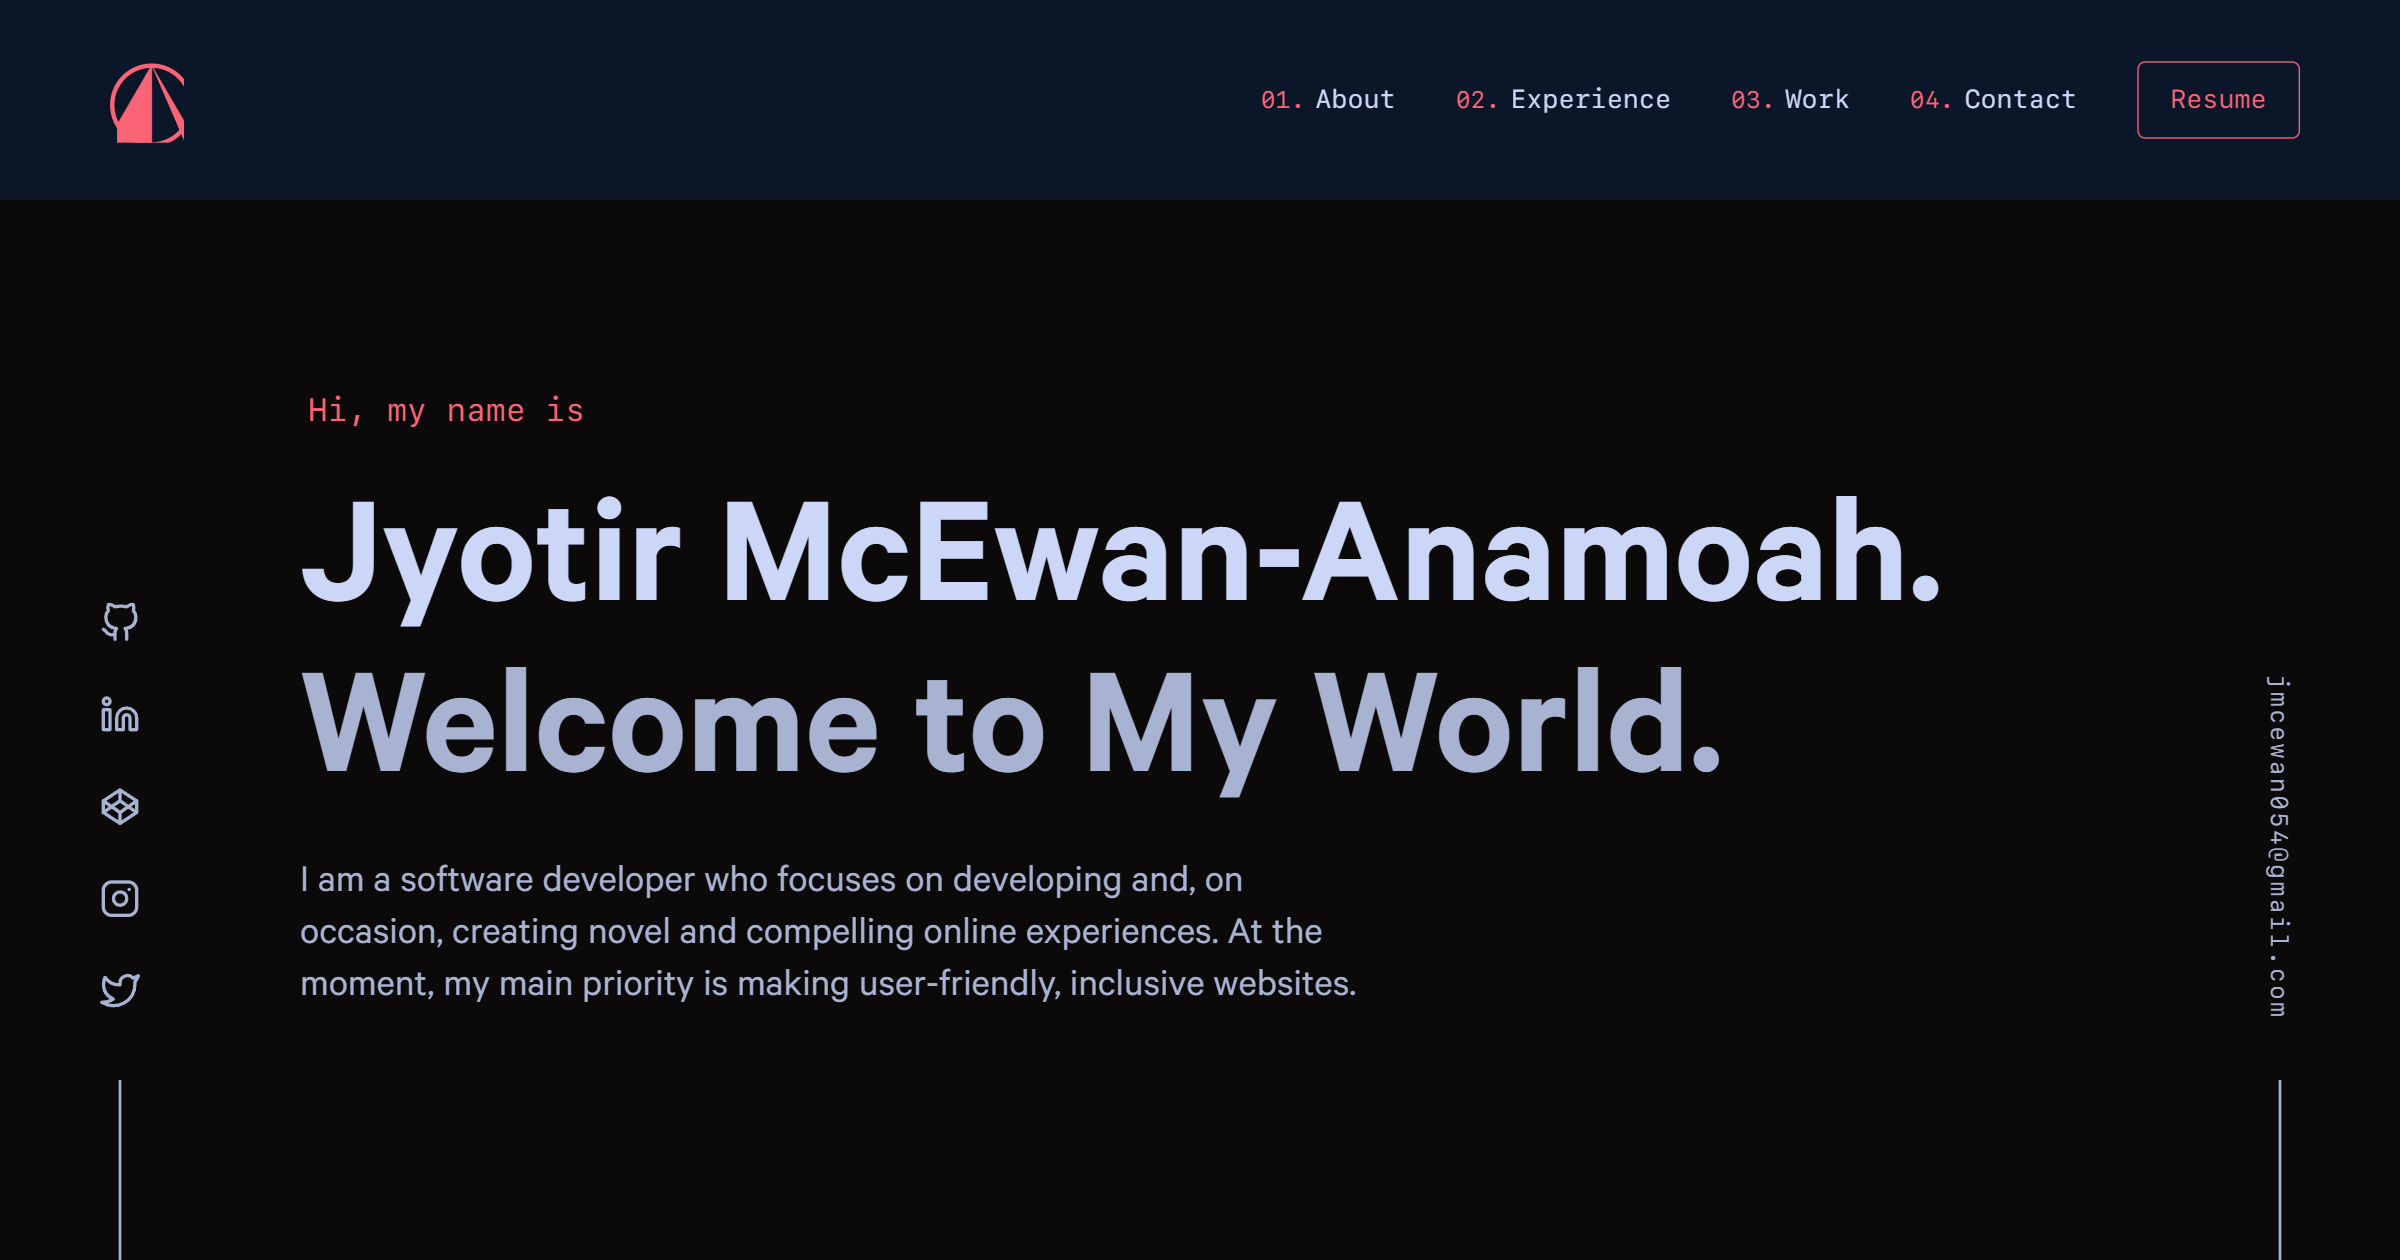 01. About 02. Experience 03. Work 04. Contact Resume
Hi, my name is
Jyotir McEwan-Anamoah.
Welcome to My World.
I am a software developer who focuses on developing and, on
occasion, creating novel and compelling online experiences. At the
moment, my main priority is making user-friendly, inclusive websites.
jmcewan054@gmail.com